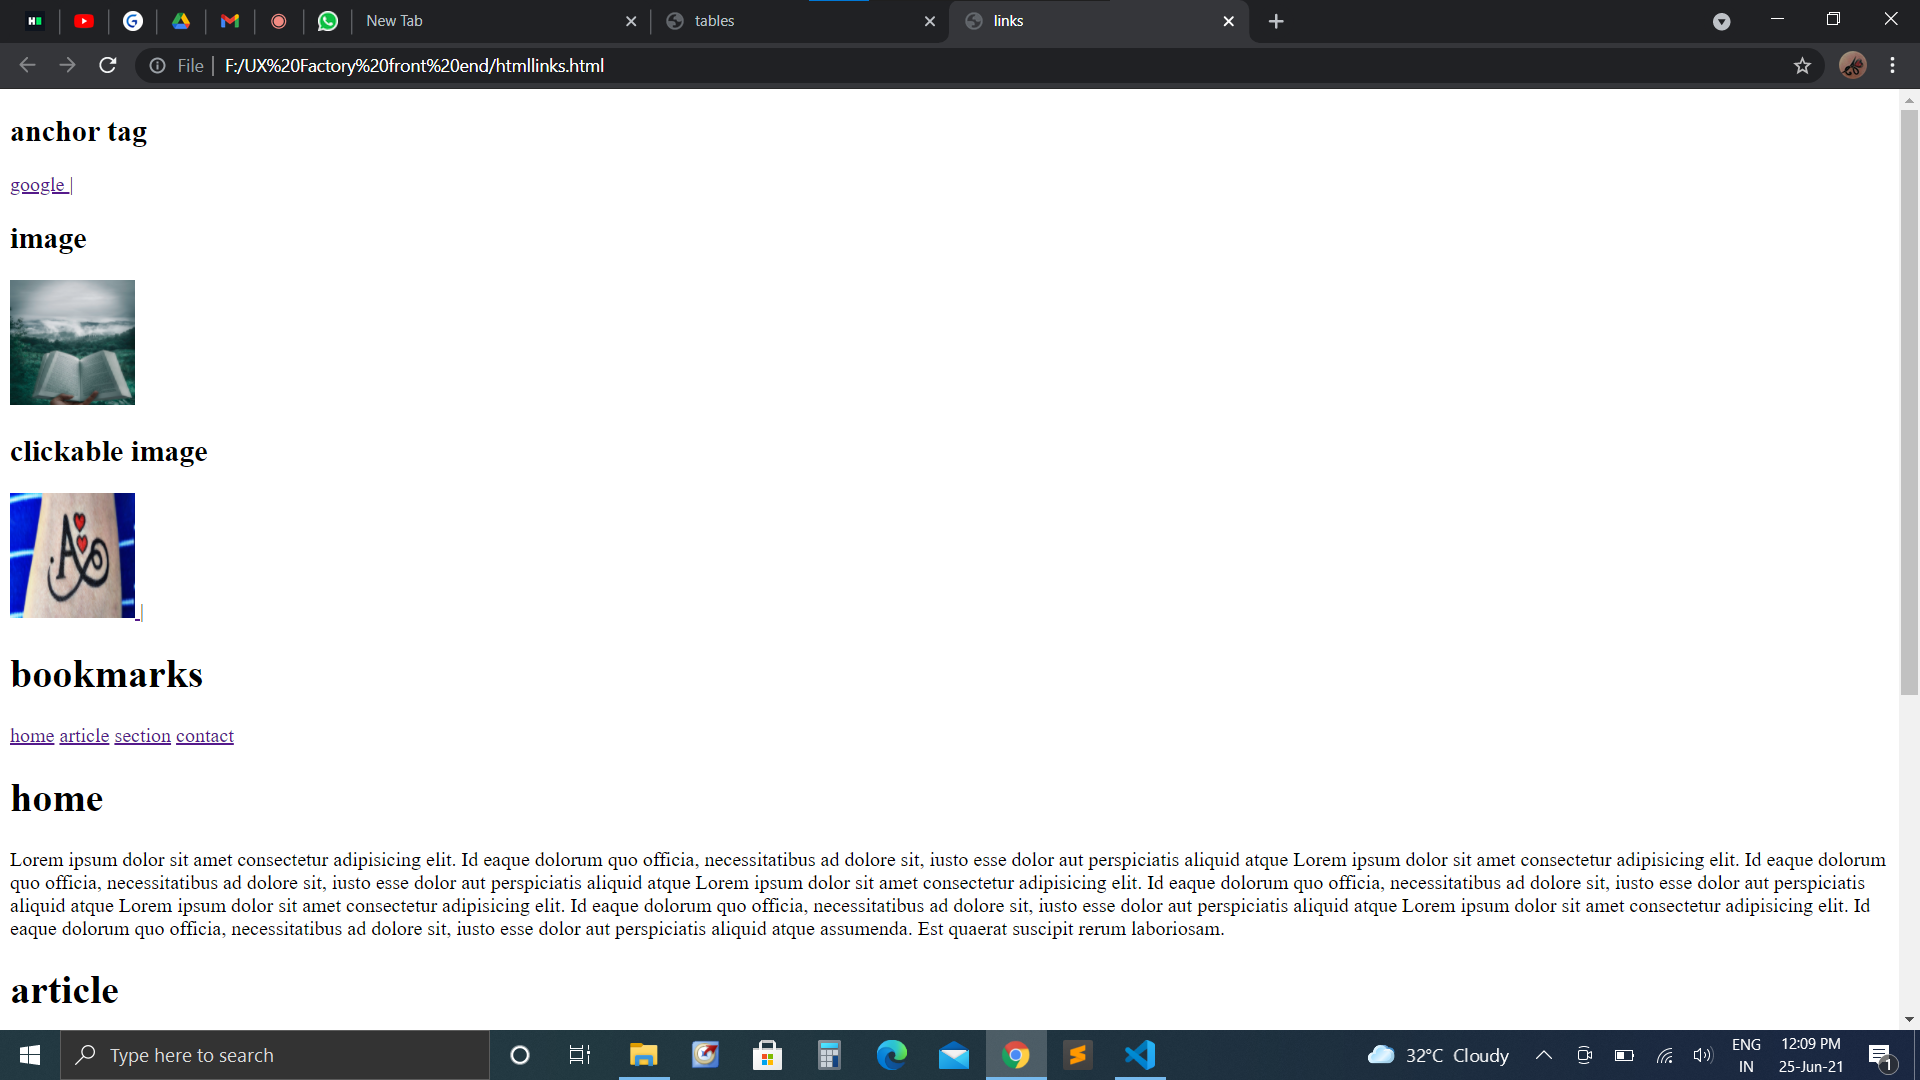 New Tab
tables
links
File | F:/UX%20Factory%20front%20end/htmllinks.html
anchor tag
google |
image
clickable image
A
bookmarks
home article section contact
home
Lorem ipsum dolor sit amet consectetur adipisicing elit. Id eaque dolorum quo officia, necessitatibus ad dolore sit, iusto esse dolor aut perspiciatis aliquid atque Lorem ipsum dolor sit amet consectetur adipisicing elit. Id eaque dolorum
quo officia, necessitatibus ad dolore sit, iusto esse dolor aut perspiciatis aliquid atque Lorem ipsum dolor sit amet consectetur adipisicing elit. Id eaque dolorum quo officia, necessitatibus ad dolore sit, iusto esse dolor aut perspiciatis
aliquid atque Lorem ipsum dolor sit amet consectetur adipisicing elit. Id eaque dolorum quo officia, necessitatibus ad dolore sit, iusto esse dolor aut perspiciatis aliquid atque Lorem ipsum dolor sit amet consectetur adipisicing elit. Id
eaque dolorum quo officia, necessitatibus ad dolore sit, iusto esse dolor aut perspiciatis aliquid atque assumenda. Est quaerat suscipit rerum laboriosam.
article
Type here to search
32°C Cloudy
ENG
IN
12:09 PM
25-Jun-21
1